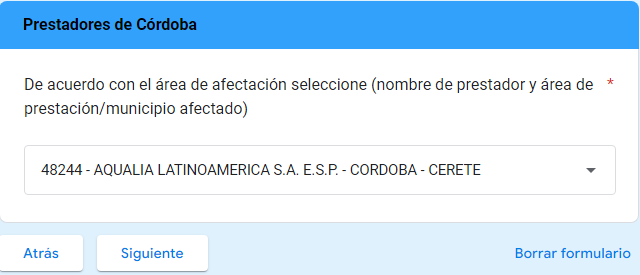 Prestadores de Córdoba
De acuerdo con el área de afectación seleccione (nombre de prestador y área de *
prestación/municipio afectado)
48244 - AQUALIA LATINOAMERICA S.A. E.S.P. - CORDOBA - CERETE
Atrás Siguiente Borrar formulario